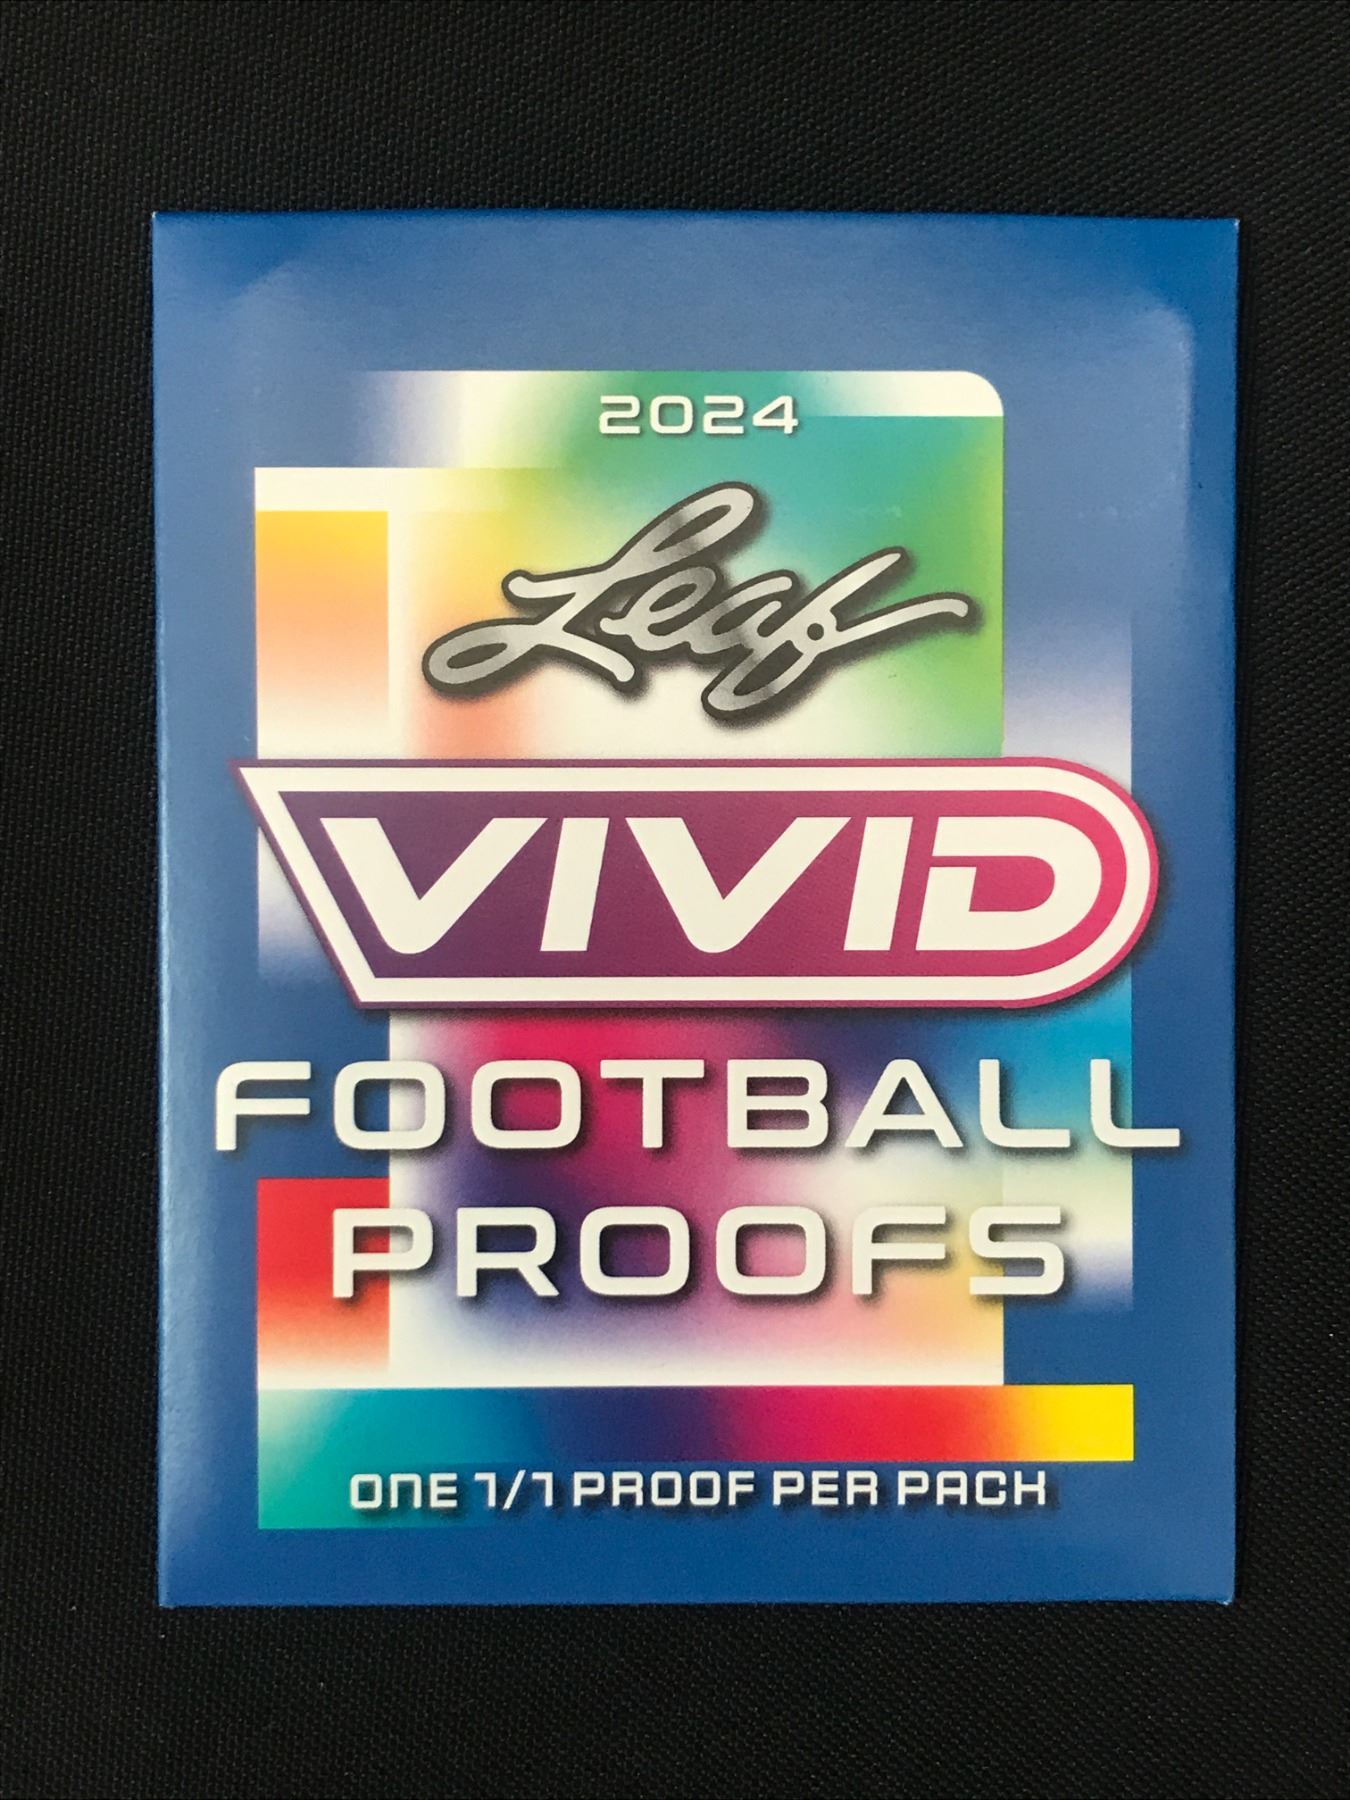 2024
Leaf
VIVID
FOOTBALL
PROOFS
ONE 1/1 PROOF PER PACK